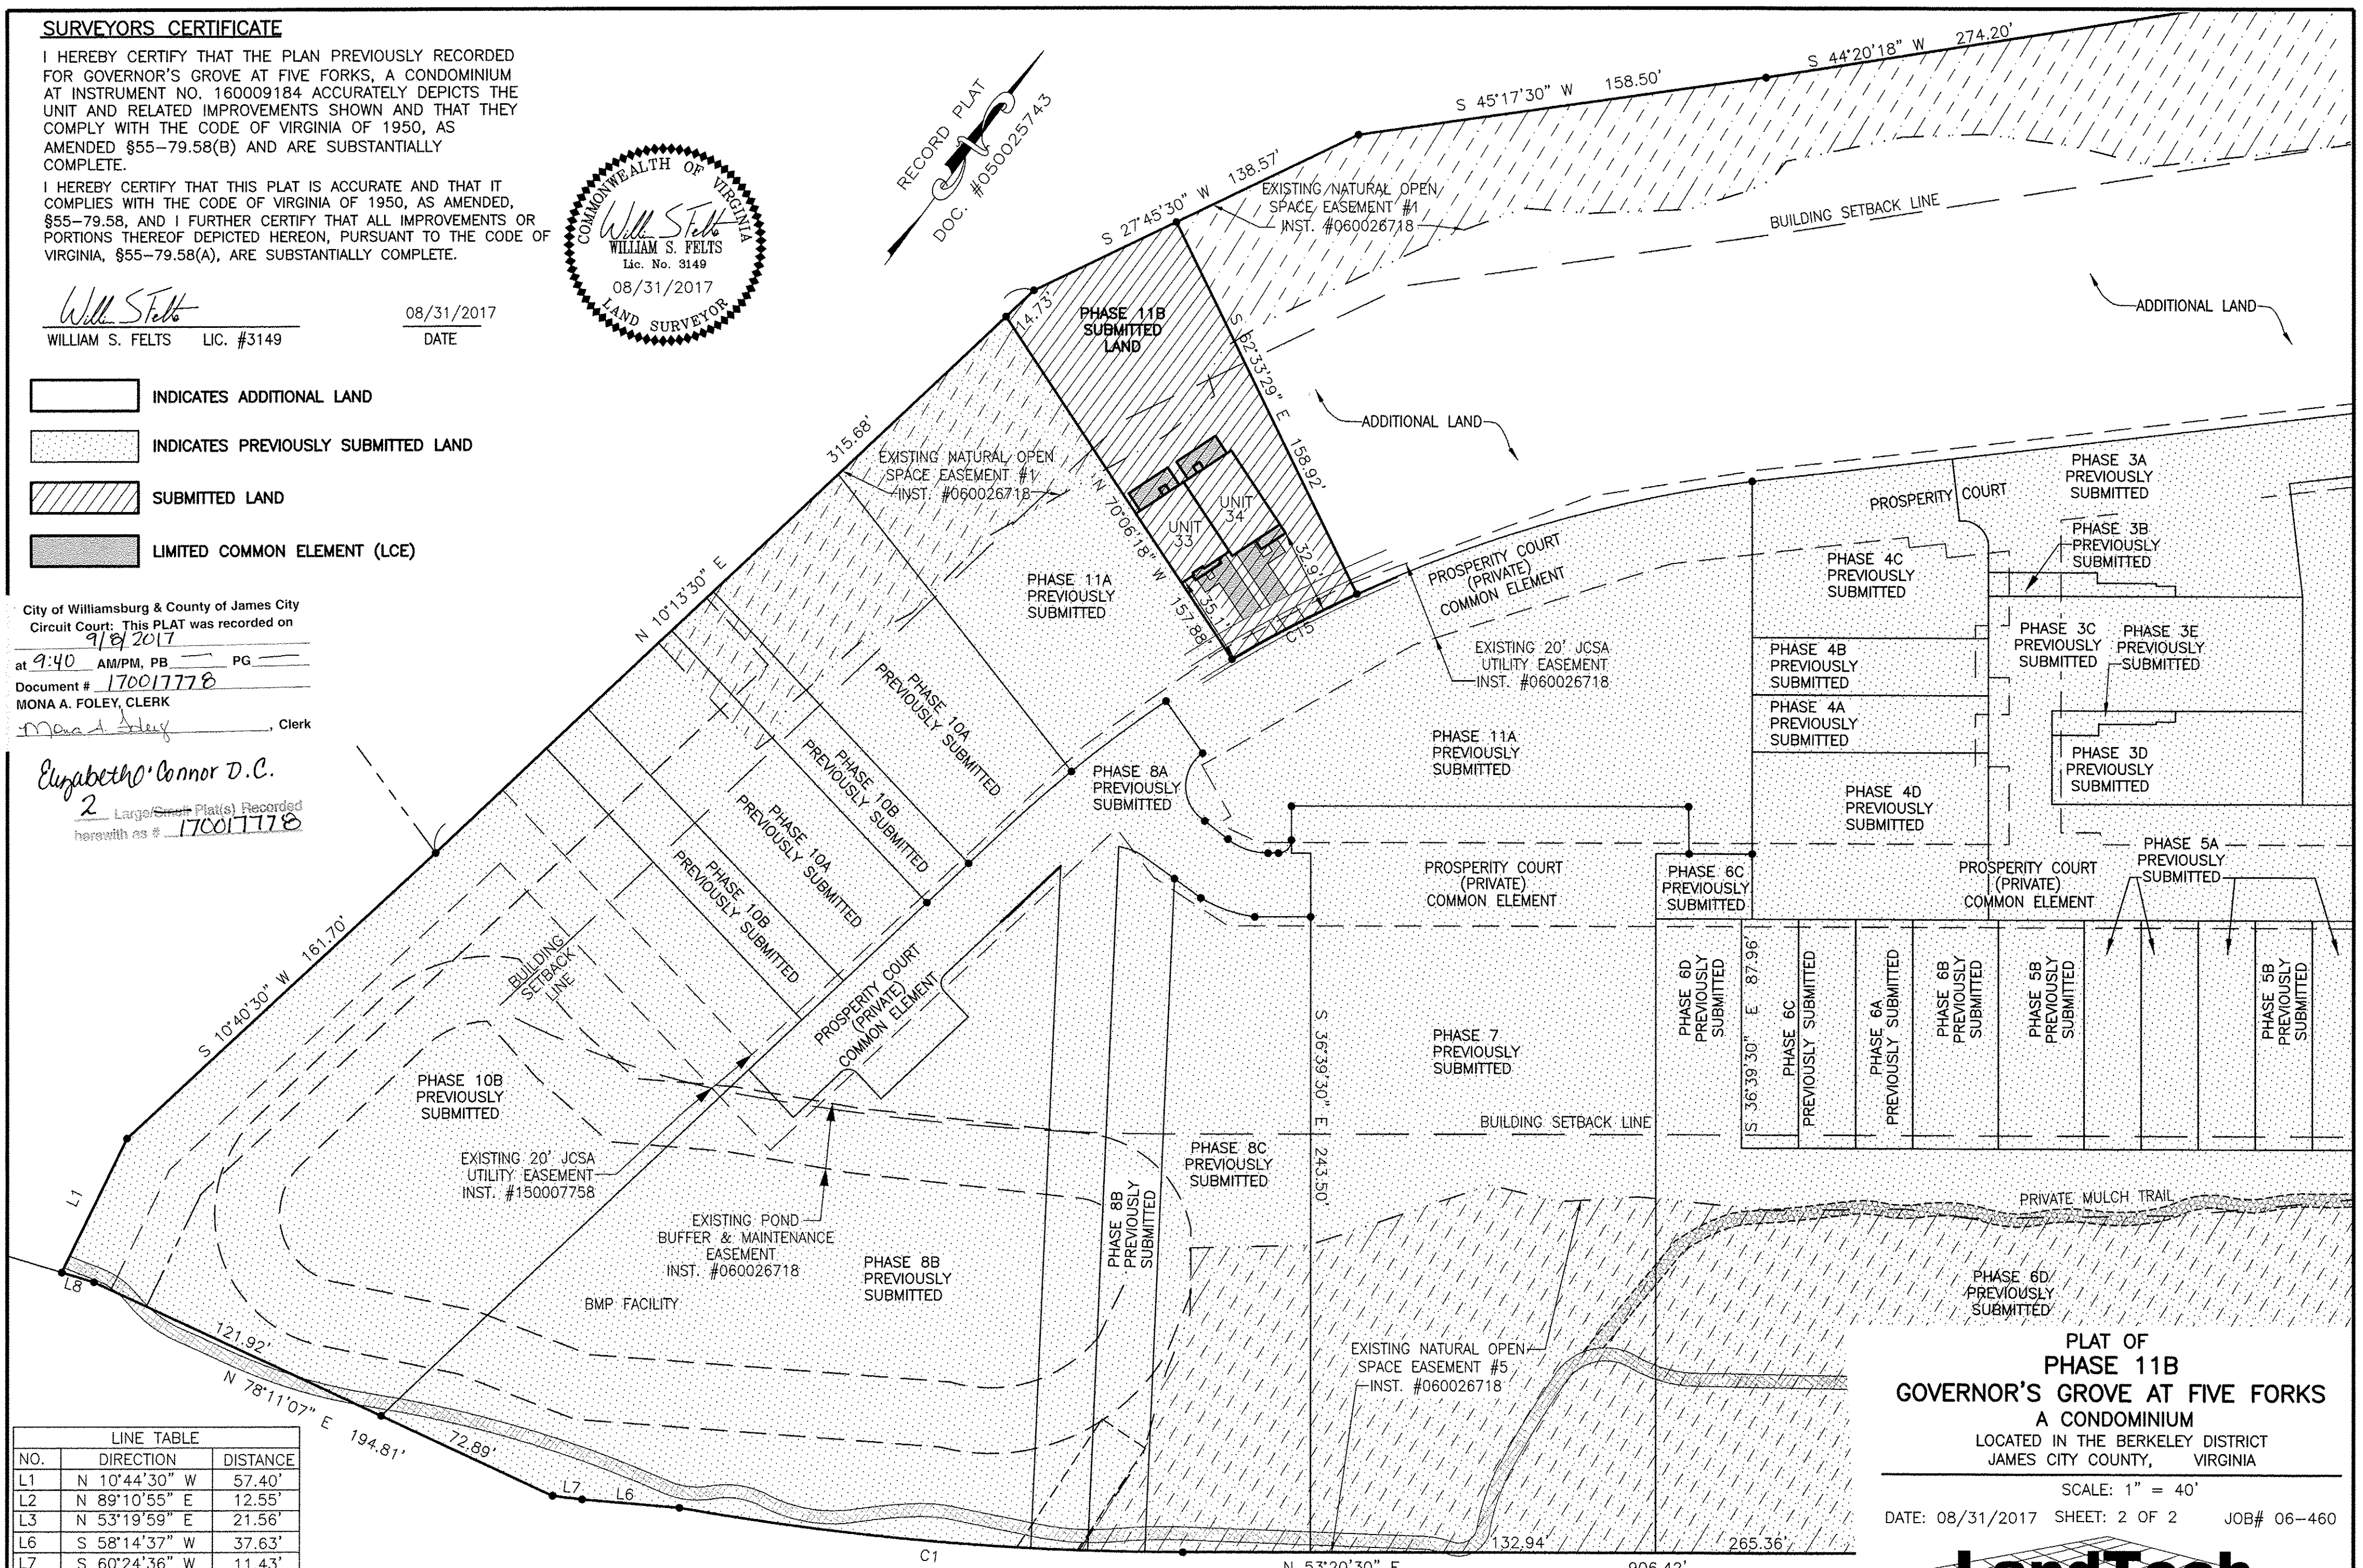 SURVEYORS CERTIFICATE
I HEREBY CERTIFY THAT THE PLAN PREVIOUSLY RECORDED
FOR GOVERNOR'S GROVE AT FIVE FORKS, A CONDOMINIUM
AT INSTRUMENT NO. 160009184 ACCURATELY DEPICTS THE
UNIT AND RELATED IMPROVEMENTS SHOWN AND THAT THEY
COMPLY WITH THE CODE OF VIRGINIA OF 1950, AS
AMENDED §55-79.58(B) AND ARE SUBSTANTIALLY
COMPLETE.
I HEREBY CERTIFY THAT THIS PLAT IS ACCURATE AND THAT IT
COMPLIES WITH THE CODE OF VIRGINIA OF 1950, AS AMENDED,
§55-79.58, AND I FURTHER CERTIFY THAT ALL IMPROVEMENTS OR
PORTIONS THEREOF DEPICTED HEREON, PURSUANT TO THE CODE OF
VIRGINIA, §55-79.58(A), ARE SUBSTANTIALLY COMPLETE.
Willi S Felts
08/31/2017
WILLIAM S. FELTS LIC. #3149
DATE
COMMONWEALTH OF VIRGINIA
Willi S Felts
WILLIAM S. FELTS
Lic. No. 3149
08/31/2017
LAND SURVEYOR
RECORD PLAT
DOC. #050025743
INDICATES ADDITIONAL LAND
INDICATES PREVIOUSLY SUBMITTED LAND
SUBMITTED LAND
LIMITED COMMON ELEMENT (LCE)
City of Williamsburg & County of James City
Circuit Court: This PLAT was recorded on
9/8/2017
at 9:40 AM/PM, PB PG
Document # 170017778
MONA A. FOLEY, CLERK
Mona A. Foley, Clerk
Elizabeth O'Connor D.C.
2 Large/Small Plat(s) Recorded
herewith as # 170017778
S 44°20'18" W 274.20'
S 45°17'30" W 158.50'
S 27°45'30" W 138.57'
EXISTING NATURAL OPEN
SPACE EASEMENT #1
INST. #060026718
BUILDING SETBACK LINE
ADDITIONAL LAND
14.73'
PHASE 11B
SUBMITTED
LAND
S 62°33'29" E 158.92'
ADDITIONAL LAND
315.68'
EXISTING NATURAL OPEN
SPACE EASEMENT #1
INST. #060026718
N 70°06'18" W 157.88'
UNIT
34
UNIT
33
32.9'
35.1'
C15
PROSPERITY COURT
(PRIVATE)
COMMON ELEMENT
EXISTING 20' JCSA
UTILITY EASEMENT
INST. #060026718
PROSPERITY COURT
PHASE 3A
PREVIOUSLY
SUBMITTED
PHASE 3B
PREVIOUSLY
SUBMITTED
PHASE 4C
PREVIOUSLY
SUBMITTED
PHASE 3C
PREVIOUSLY
SUBMITTED
PHASE 3E
PREVIOUSLY
SUBMITTED
PHASE 4B
PREVIOUSLY
SUBMITTED
PHASE 4A
PREVIOUSLY
SUBMITTED
PHASE 3D
PREVIOUSLY
SUBMITTED
PHASE 4D
PREVIOUSLY
SUBMITTED
N 10°13'30" E
PHASE 11A
PREVIOUSLY
SUBMITTED
PHASE 10A
PREVIOUSLY SUBMITTED
PHASE 10B
PREVIOUSLY SUBMITTED
PHASE 10A
PREVIOUSLY SUBMITTED
PHASE 10B
PREVIOUSLY SUBMITTED
PHASE 8A
PREVIOUSLY
SUBMITTED
PHASE 11A
PREVIOUSLY
SUBMITTED
PROSPERITY COURT
(PRIVATE)
COMMON ELEMENT
PHASE 6C
PREVIOUSLY
SUBMITTED
PROSPERITY COURT
(PRIVATE)
COMMON ELEMENT
PHASE 5A
PREVIOUSLY
SUBMITTED
S 10°40'30" W 161.70'
BUILDING
SETBACK
LINE
PROSPERITY COURT
(PRIVATE)
COMMON ELEMENT
PHASE 10B
PREVIOUSLY
SUBMITTED
S 36°39'30" E 243.50'
PHASE 7
PREVIOUSLY
SUBMITTED
PHASE 6D
PREVIOUSLY
SUBMITTED
S 36°39'30" E 87.96'
PHASE 6C
PREVIOUSLY SUBMITTED
PHASE 6A
PREVIOUSLY SUBMITTED
PHASE 6B
PREVIOUSLY
SUBMITTED
PHASE 5B
PREVIOUSLY
SUBMITTED
PHASE 5B
PREVIOUSLY
SUBMITTED
BUILDING SETBACK LINE
EXISTING 20' JCSA
UTILITY EASEMENT
INST. #150007758
EXISTING POND
BUFFER & MAINTENANCE
EASEMENT
INST. #060026718
PHASE 8B
PREVIOUSLY
SUBMITTED
PHASE 8C
PREVIOUSLY
SUBMITTED
PHASE 8B
PREVIOUSLY
SUBMITTED
BMP FACILITY
PRIVATE MULCH TRAIL
PHASE 6D
PREVIOUSLY
SUBMITTED
EXISTING NATURAL OPEN
SPACE EASEMENT #5
INST. #060026718
L1
L8
121.92'
N 78°11'07" E 194.81'
72.89'
L7
L6
C1
132.94'
265.36'
N 53°20'30" E 906.42'
LINE TABLE
NO. DIRECTION DISTANCE
L1 N 10°44'30" W 57.40'
L2 N 89°10'55" E 12.55'
L3 N 53°19'59" E 21.56'
L6 S 58°14'37" W 37.63'
L7 S 60°24'36" W 11.43'
PLAT OF
PHASE 11B
GOVERNOR'S GROVE AT FIVE FORKS
A CONDOMINIUM
LOCATED IN THE BERKELEY DISTRICT
JAMES CITY COUNTY, VIRGINIA
SCALE: 1" = 40'
DATE: 08/31/2017 SHEET: 2 OF 2 JOB# 06-460
LandTech